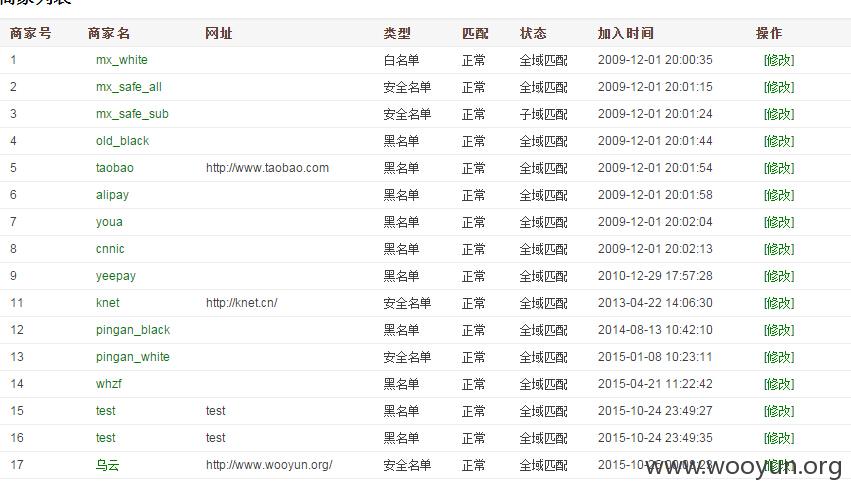 商家列表
商家号 商家名 网址 类型 匹配 状态 加入时间 操作
1 mx_white 白名单 正常 全域匹配 2009-12-01 20:00:35 [修改]
2 mx_safe_all 安全名单 正常 全域匹配 2009-12-01 20:01:15 [修改]
3 mx_safe_sub 安全名单 正常 子域匹配 2009-12-01 20:01:24 [修改]
4 old_black 黑名单 正常 全域匹配 2009-12-01 20:01:44 [修改]
5 taobao http://www.taobao.com 黑名单 正常 全域匹配 2009-12-01 20:01:54 [修改]
6 alipay 黑名单 正常 全域匹配 2009-12-01 20:01:58 [修改]
7 youa 黑名单 正常 全域匹配 2009-12-01 20:02:04 [修改]
8 cnnic 黑名单 正常 全域匹配 2009-12-01 20:02:13 [修改]
9 yeepay 黑名单 正常 全域匹配 2010-12-29 17:57:28 [修改]
11 knet http://knet.cn/ 安全名单 正常 全域匹配 2013-04-22 14:06:30 [修改]
12 pingan_black 黑名单 正常 全域匹配 2014-08-13 10:42:10 [修改]
13 pingan_white 安全名单 正常 全域匹配 2015-01-08 10:23:11 [修改]
14 whzf 黑名单 正常 全域匹配 2015-04-21 11:22:42 [修改]
15 test test 黑名单 正常 全域匹配 2015-10-24 23:49:27 [修改]
16 test test 黑名单 正常 全域匹配 2015-10-24 23:49:35 [修改]
17 乌云 http://www.wooyun.org/ 安全名单 正常 全域匹配 [修改]
www.wooyun.org